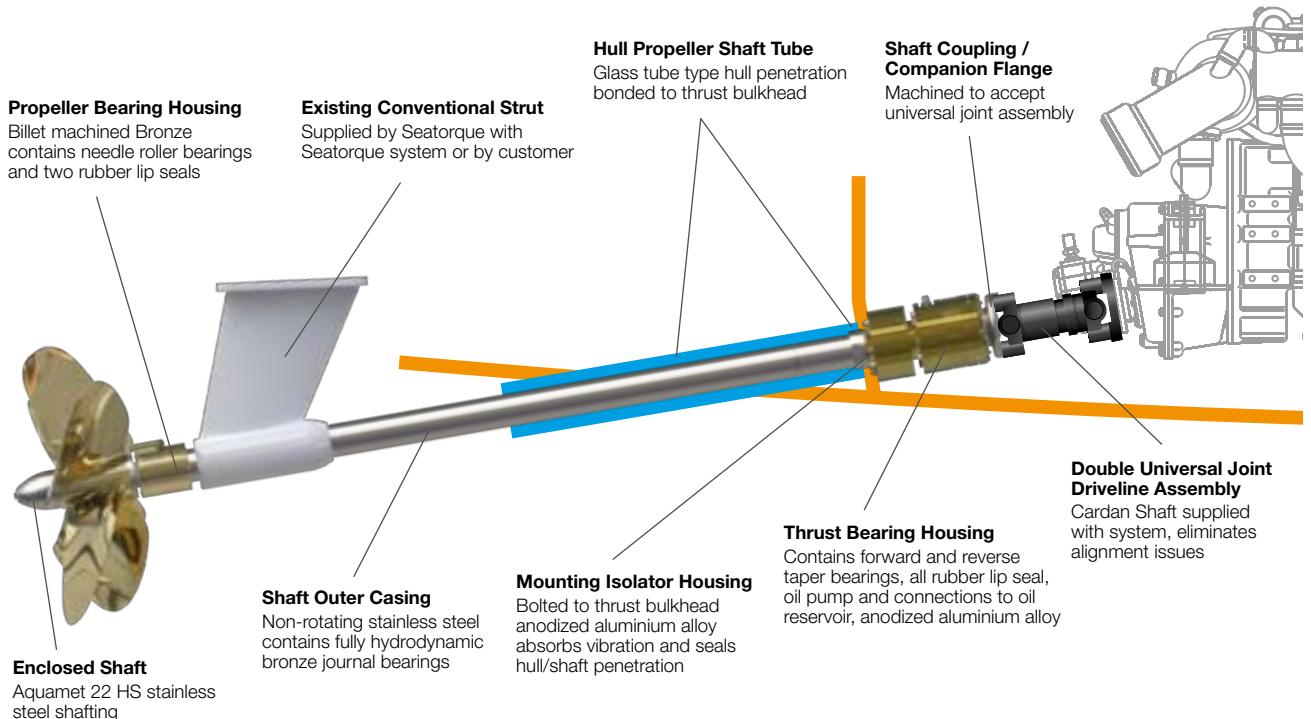 Hull Propeller Shaft Tube
Glass tube type hull penetration
bonded to thrust bulkhead
Shaft Coupling /
Companion Flange
Machined to accept
universal joint assembly
Propeller Bearing Housing
Billet machined Bronze
contains needle roller bearings
and two rubber lip seals
Existing Conventional Strut
Supplied by Seatorque with
Seatorque system or by customer
Double Universal Joint
Driveline Assembly
Cardan Shaft supplied
with system, eliminates
alignment issues
Thrust Bearing Housing
Contains forward and reverse
taper bearings, all rubber lip seal,
oil pump and connections to oil
reservoir, anodized aluminium alloy
Mounting Isolator Housing
Bolted to thrust bulkhead
anodized aluminium alloy
absorbs vibration and seals
hull/shaft penetration
Shaft Outer Casing
Non-rotating stainless steel
contains fully hydrodynamic
bronze journal bearings
Enclosed Shaft
Aquamet 22 HS stainless
steel shafting